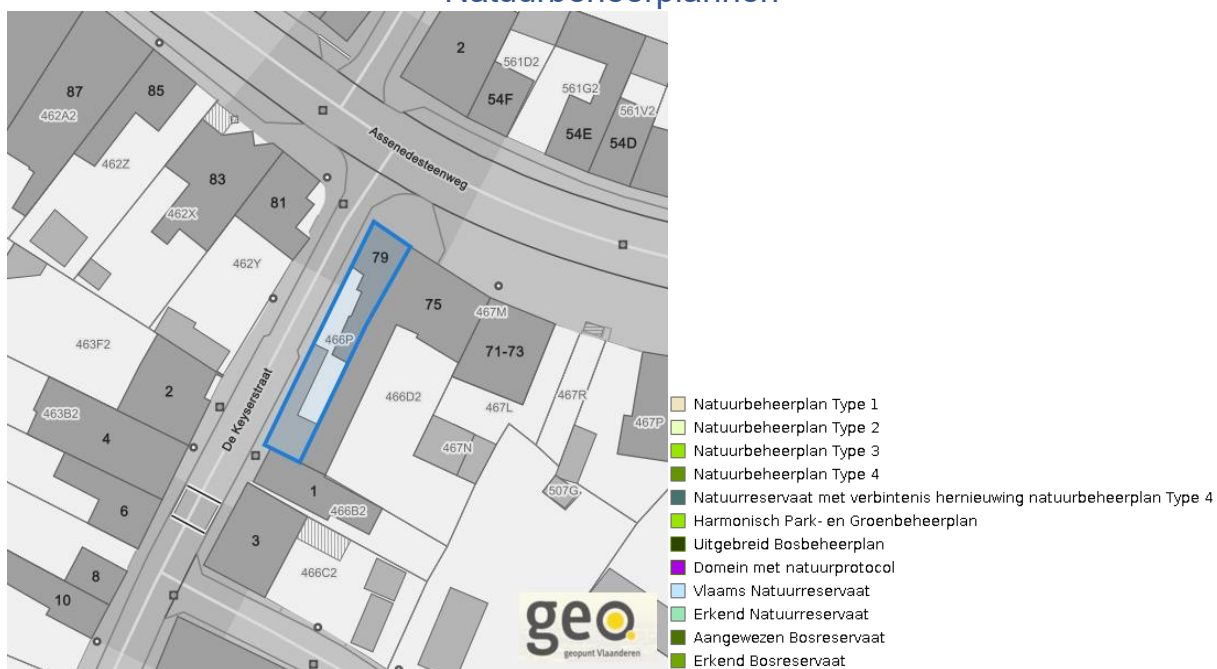 Natuurbeheerplannen
2
561D2
87
85
561G2
462A2
54F
561V2
54E
54D
Assenedesteenweg
462Z
83
81
462X
79
462Y
75
467M
466P
463F2
71-73
2
466D2
467R
467L
De Keyserstraat
463B2
467P
4
467N
1
507G
6
466B2
3
466C2
8
10
geo.
geopunt Vlaanderen
Natuurbeheerplan Type 1
Natuurbeheerplan Type 2
Natuurbeheerplan Type 3
Natuurbeheerplan Type 4
Natuurreservaat met verbintenis hernieuwing natuurbeheerplan Type 4
Harmonisch Park- en Groenbeheerplan
Uitgebreid Bosbeheerplan
Domein met natuurprotocol
Vlaams Natuurreservaat
Erkend Natuurreservaat
Aangewezen Bosreservaat
Erkend Bosreservaat